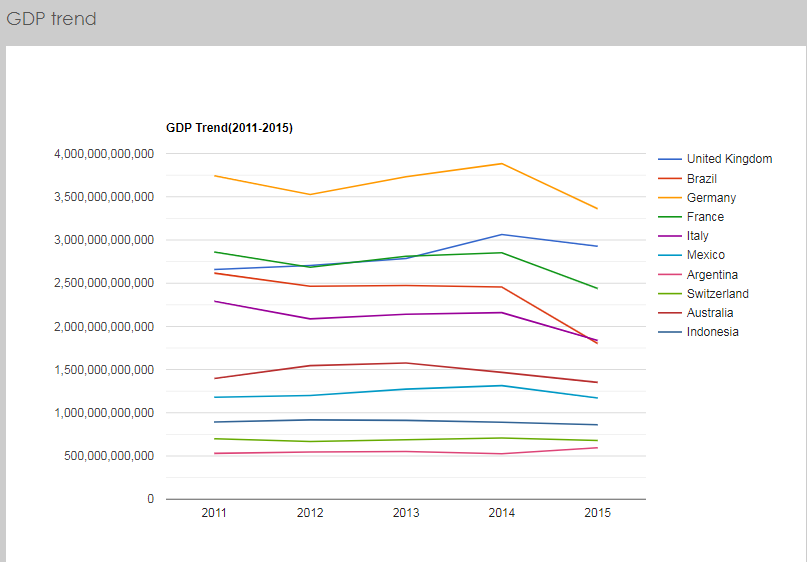 GDP trend
GDP Trend(2011-2015)
4,000,000,000,000
3,500,000,000,000
3,000,000,000,000
2,500,000,000,000
2,000,000,000,000
1,500,000,000,000
1,000,000,000,000
500,000,000,000
0
2011 2012 2013 2014 2015
United Kingdom
Brazil
Germany
France
Italy
Mexico
Argentina
Switzerland
Australia
Indonesia